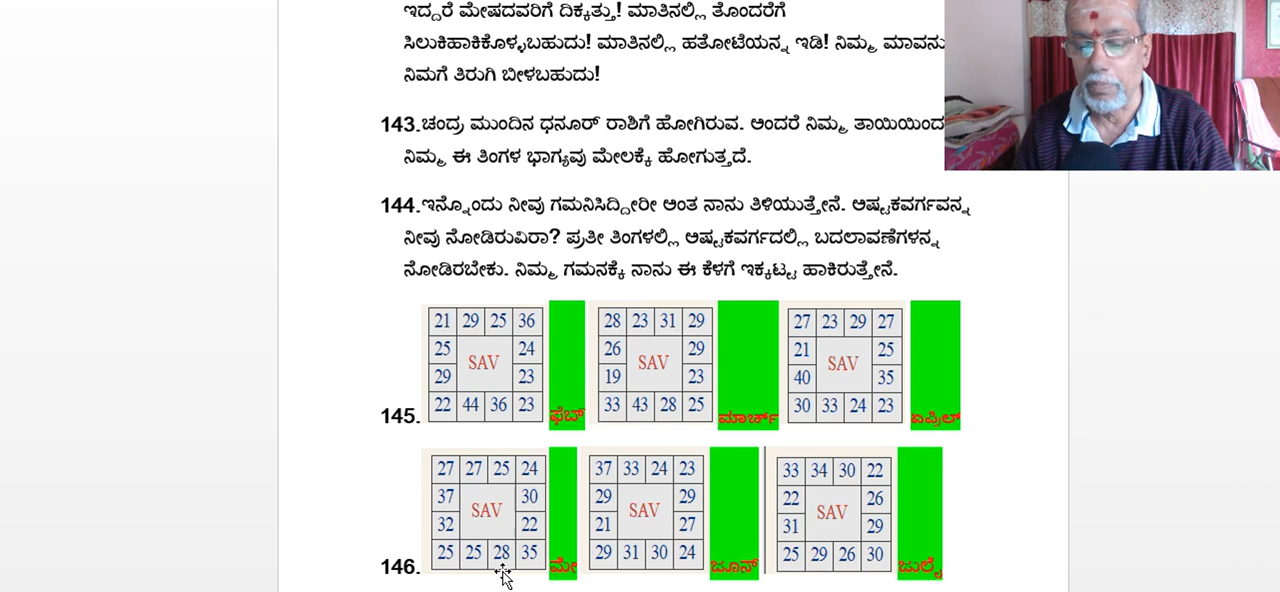 ಇದ್ದರೆ ಮೇಷದವರಿಗೆ ದಿಕ್ಕತ್ತು! ಮಾತಿನಲ್ಲಿ ತೊಂದರೆಗೆ
ಸಿಲುಕಿಹಾಕಿಕೊಳ್ಳಬಹುದು! ಮಾತಿನಲ್ಲಿ ಹತೋಟೆಯನ್ನ ಇಡಿ! ನಿಮ್ಮ ಮಾವನು
ನಿಮಗೆ ತಿರುಗಿ ಬೀಳಬಹುದು!
143.ಚಂದ್ರ ಮುಂದಿನ ಧನೂರ್ ರಾಶಿಗೆ ಹೋಗಿರುವ. ಅಂದರೆ ನಿಮ್ಮ ತಾಯಿಯಿಂದ
ನಿಮ್ಮ ಈ ತಿಂಗಳ ಭಾಗ್ಯವು ಮೇಲಕ್ಕೆ ಹೋಗುತ್ತದೆ.
144.ಇನ್ನೊಂದು ನೀವು ಗಮನಿಸಿದ್ದೀರೀ ಅಂತ ನಾನು ತಿಳಿಯುತ್ತೇನೆ. ಅಷ್ಟಕವರ್ಗವನ್ನ
ನೀವು ನೋಡಿರುವಿರಾ? ಪ್ರತೀ ತಿಂಗಳಲ್ಲಿ ಅಷ್ಟಕವರ್ಗದಲ್ಲಿ ಬದಲಾವಣೆಗಳನ್ನ
ನೋಡಿರಬೇಕು. ನಿಮ್ಮ ಗಮನಕ್ಕೆ ನಾನು ಈ ಕೆಳಗೆ ಇಕ್ಕಟ್ಟು ಹಾಕಿರುತ್ತೇನೆ.
21 29 25 36 28 23 31 29 27 23 29 27
25 24 26 29 21 25
SAV SAV SAV
29 23 19 23 40 35
22 44 36 23 33 43 28 25 30 33 24 23
145. ಫೆಬ್ ಮಾರ್ಚ್ ಏಪ್ರಿಲ್
27 27 25 24 37 33 24 23 33 34 30 22
37 30 29 29 22 26
SAV SAV SAV
32 22 21 27 31 29
25 25 28 35 29 31 30 24 25 29 26 30
146. ಮೇ ಜೂನ್ ಜುಲೈ